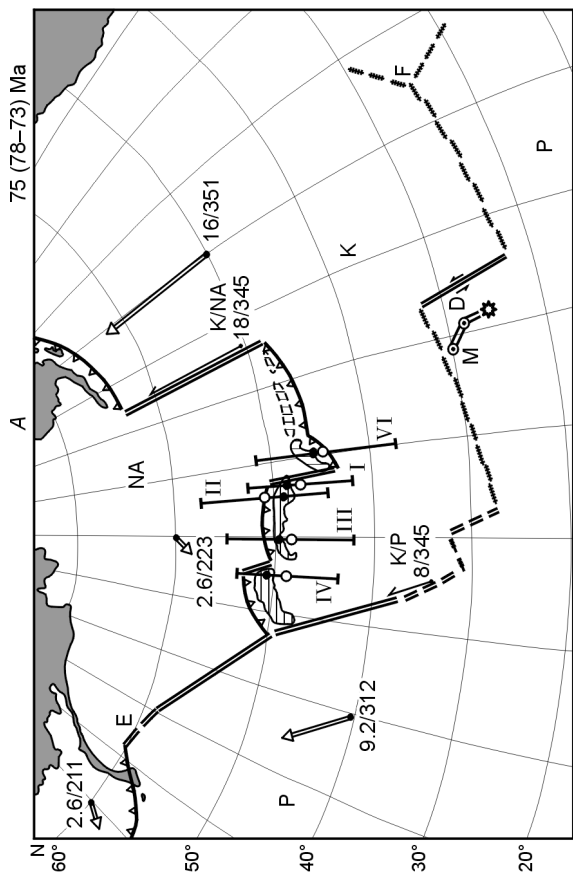 A
75 (78–73) Ma
N
60°
50°
40°
30°
20°
2.6/211
E
P
9.2/312
2.6/223
NA
K/NA
18/345
16/351
K
K/P
8/345
II
III
IV
I
VI
M
D
F
P